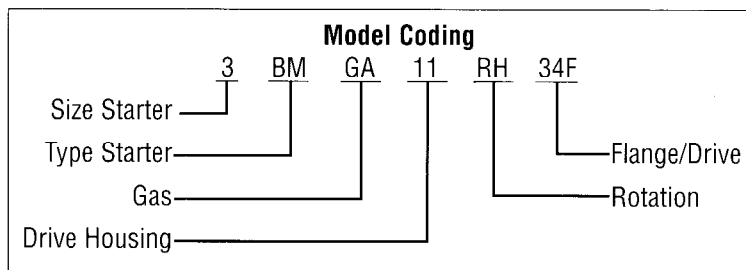 Model Coding
3 BM GA 11 RH 34F
Size Starter
Type Starter
Flange/Drive
Gas
Rotation
Drive Housing